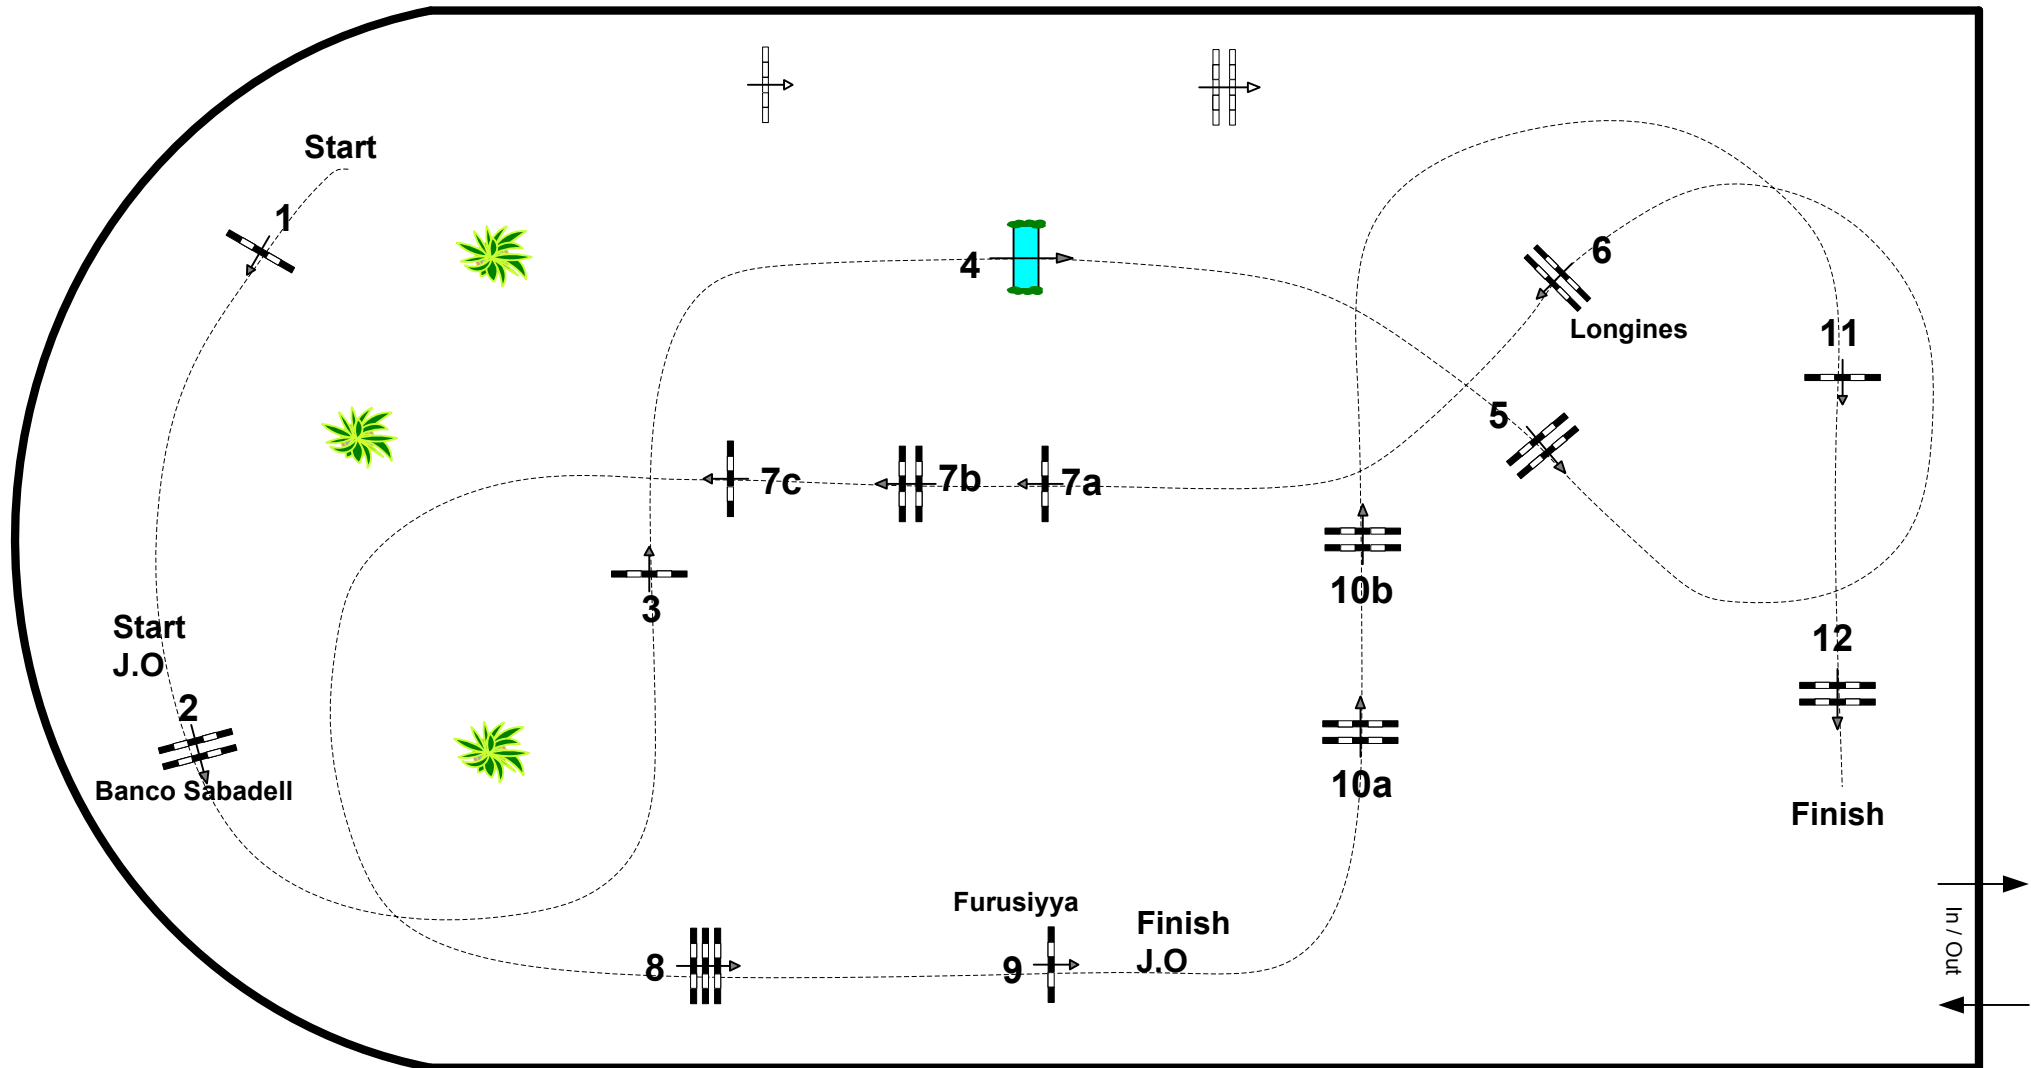 Start
1
4
6
Longines
11
5
7c
7b
7a
3
10b
Start
J.O
12
2
Banco Sabadell
10a
Finish
Furusiyya
Finish
J.O
8
9
In / Out